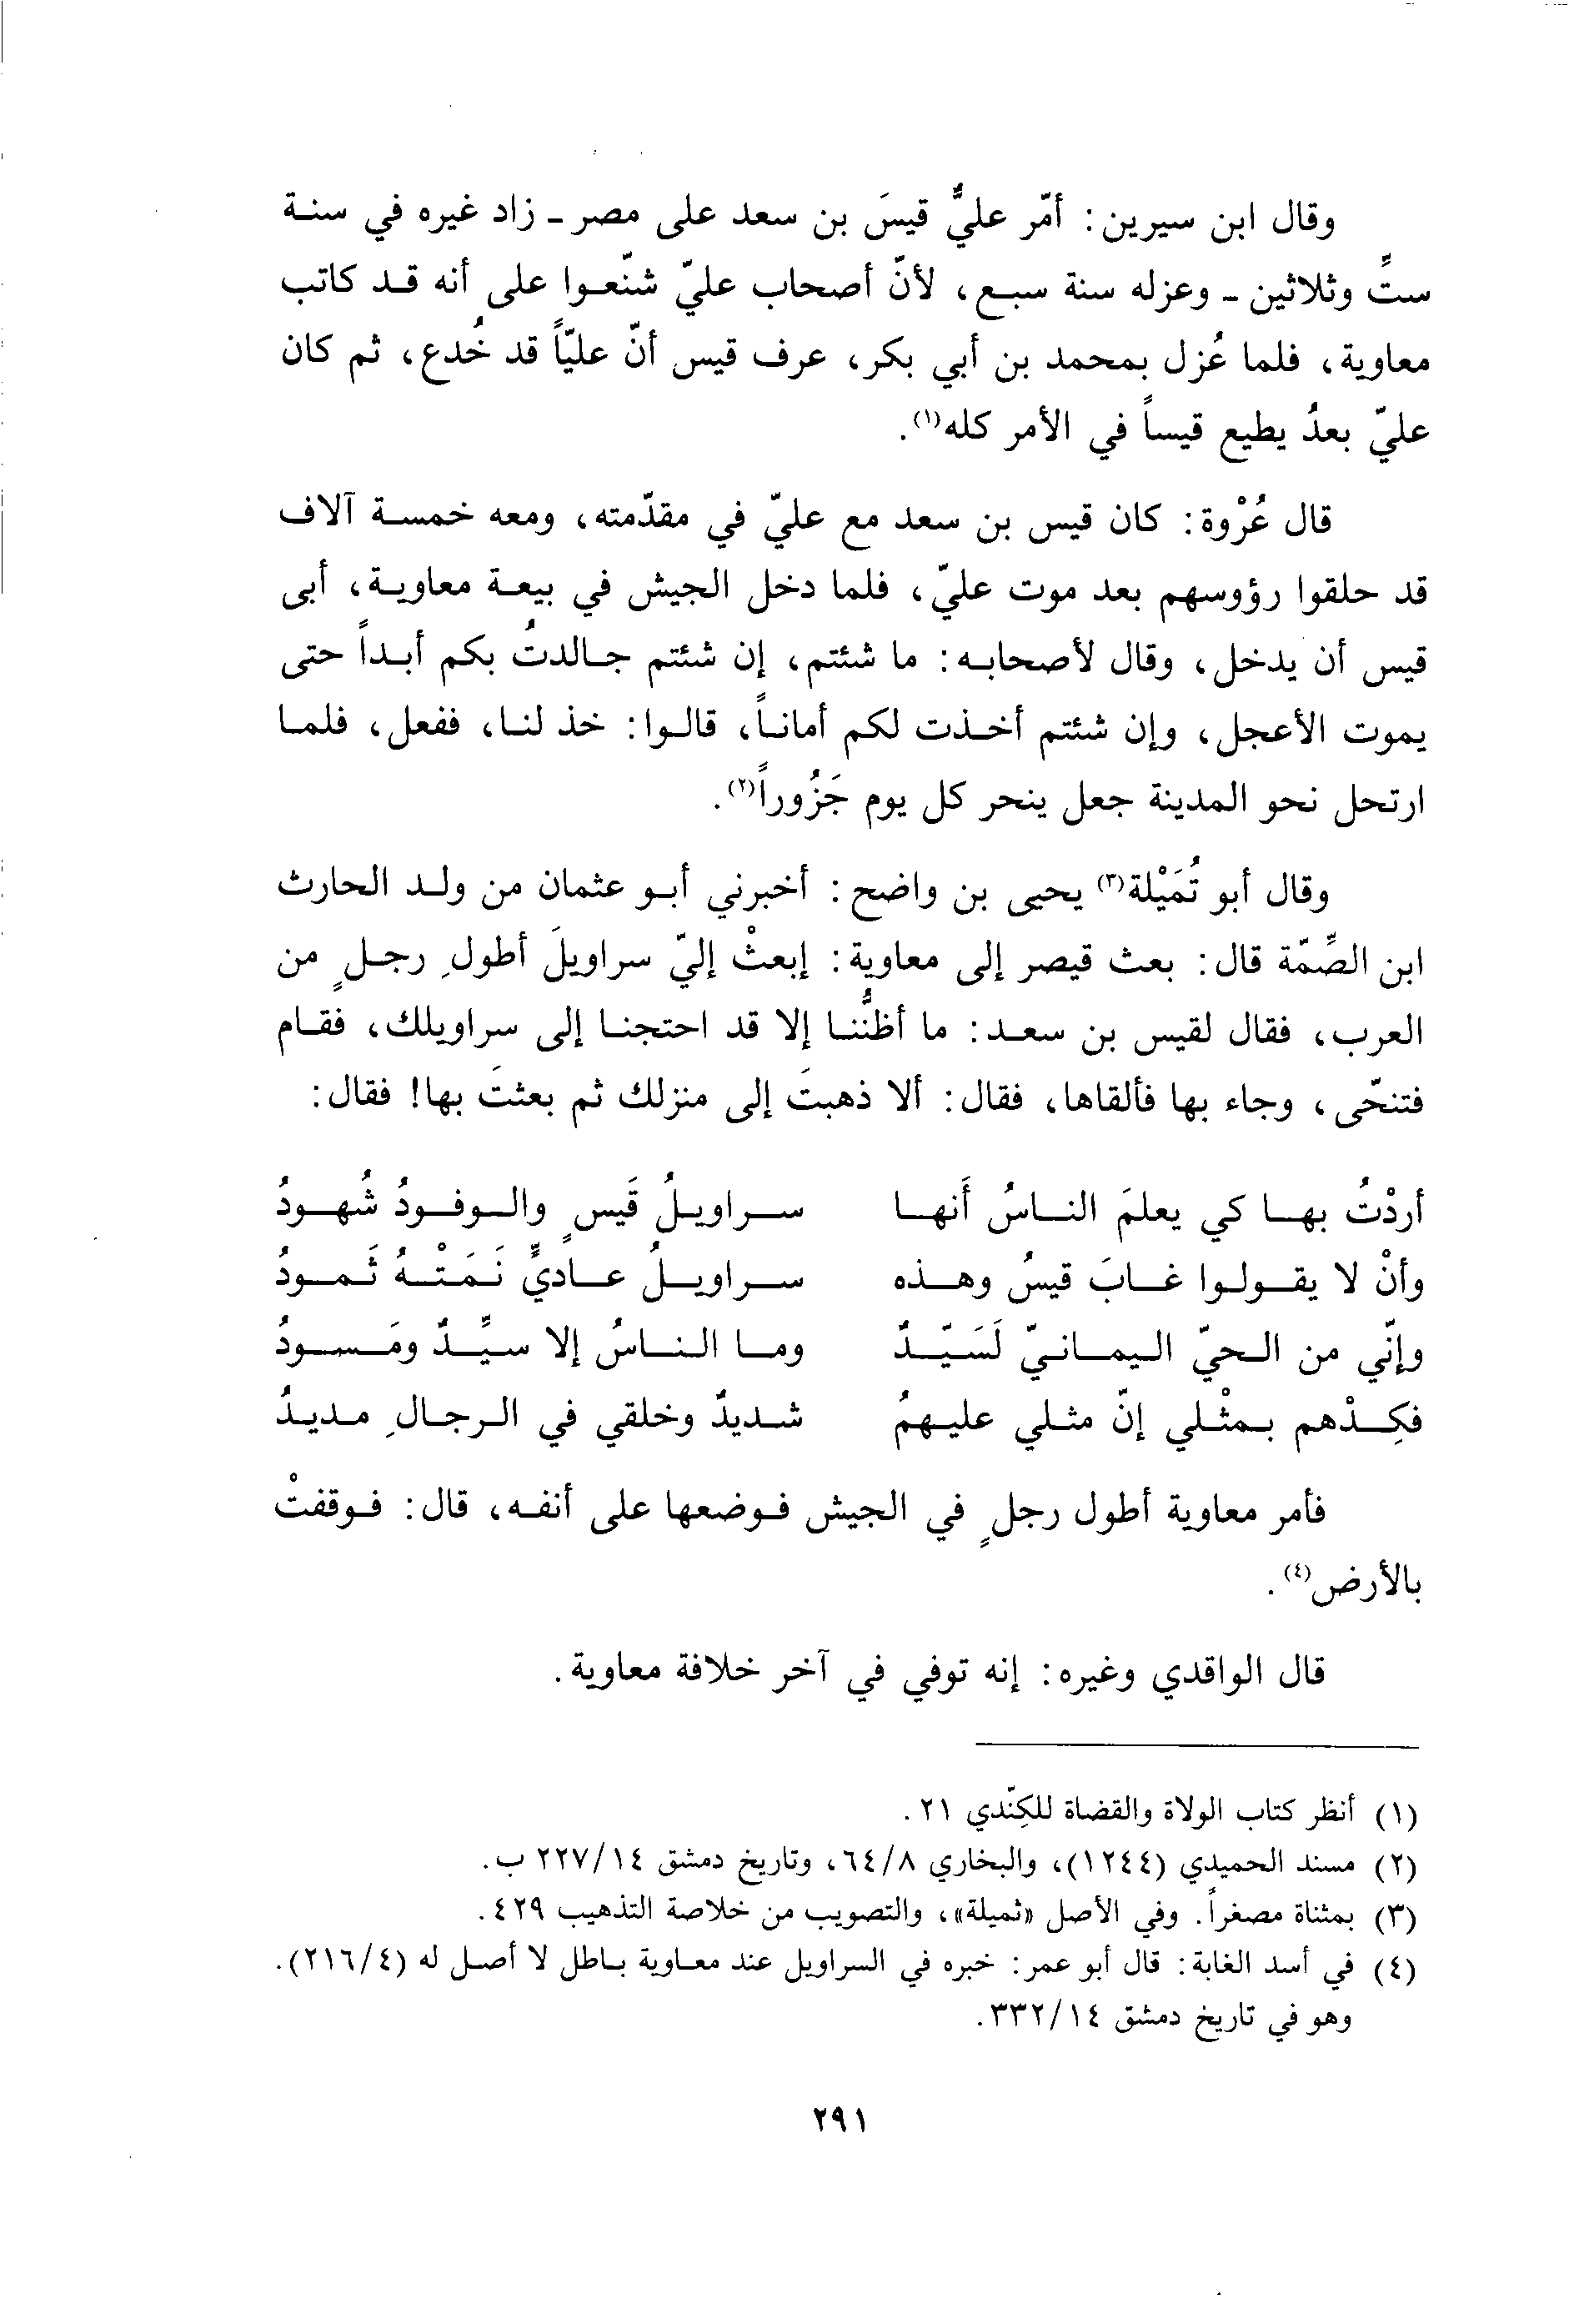 وقال ابن سيرين: أمّر عليٌّ قيسَ بن سعد على مصر - زاد غيره في سنة
ستٍّ وثلاثين - وعزله سنة سبع، لأنّ أصحاب عليّ شنّعوا على أنه قد كاتب
معاوية، فلما عُزل بمحمد بن أبي بكر، عرف قيس أنّ عليّاً قد خُدع، ثم كان
عليّ بعدُ يطيع قيساً في الأمر كله(١).
قال عُرْوة: كان قيس بن سعد مع عليّ في مقدّمته، ومعه خمسة آلاف
قد حلقوا رؤوسهم بعد موت عليّ، فلما دخل الجيش في بيعة معاوية، أبى
قيس أن يدخل، وقال لأصحابه: ما شئتم، إن شئتم جالدتُ بكم أبداً حتى
يموت الأعجل، وإن شئتم أخذت لكم أماناً، قالوا: خذ لنا، ففعل، فلما
ارتحل نحو المدينة جعل ينحر كل يوم جَزُوراً(٢).
وقال أبو تُمَيْلة(٣) يحيى بن واضح: أخبرني أبو عثمان من ولد الحارث
ابن الصِّمّة قال: بعث قيصر إلى معاوية: إبعثْ إليّ سراويلَ أطولِ رجلٍ من
العرب، فقال لقيس بن سعد: ما أظنُّنا إلا قد احتجنا إلى سراويلك، فقام
فتنحّى، وجاء بها فألقاها، فقال: ألا ذهبتَ إلى منزلك ثم بعثتَ بها! فقال:
أردْتُ بها كي يعلمَ الناسُ أَنها سراويلُ قَيسٍ والوفودُ شُهودُ
وأنْ لا يقولوا غابَ قيسُ وهذه سراويلُ عاديٍّ نَمَتْهُ ثَمودُ
وإنّي من الحيّ اليمانيّ لَسَيّدٌ وما الناسُ إلا سيِّدٌ ومَسودُ
فكِدْهم بمثْلي إنّ مثلي عليهمُ شديدٌ وخلقي في الرجالِ مديدُ
فأمر معاوية أطول رجلٍ في الجيش فوضعها على أنفه، قال: فوقفتْ
بالأرض(٤).
قال الواقدي وغيره: إنه توفي في آخر خلافة معاوية.
(١) أنظر كتاب الولاة والقضاة للكِنّدي ٢١.
(٢) مسند الحميدي (١٢٤٤)، والبخاري ٦٤/٨، وتاريخ دمشق ٢٢٧/١٤ ب.
(٣) بمثناة مصغراً. وفي الأصل «ثميلة»، والتصويب من خلاصة التذهيب ٤٢٩.
(٤) في أسد الغابة: قال أبو عمر: خبره في السراويل عند معاوية باطل لا أصل له (٢١٦/٤).
وهو في تاريخ دمشق ٣٣٢/١٤.
٢٩١